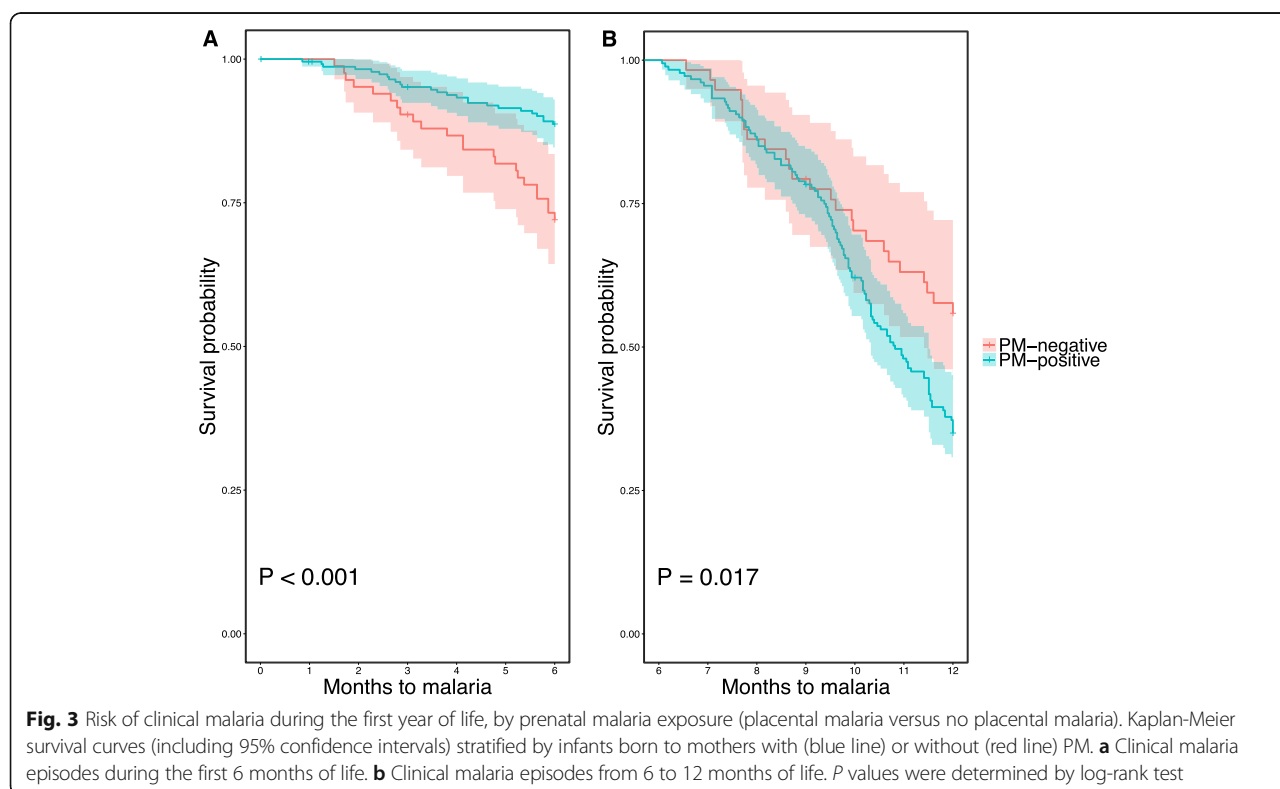 A
B
1.00
0.75
0.50
0.25
0.00
Survival probability
P < 0.001
0 1 2 3 4 5 6
Months to malaria
1.00
0.75
0.50
0.25
0.00
Survival probability
P = 0.017
6 7 8 9 10 11 12
Months to malaria
PM−negative
PM−positive
Fig. 3 Risk of clinical malaria during the first year of life, by prenatal malaria exposure (placental malaria versus no placental malaria). Kaplan-Meier
survival curves (including 95% confidence intervals) stratified by infants born to mothers with (blue line) or without (red line) PM. a Clinical malaria
episodes during the first 6 months of life. b Clinical malaria episodes from 6 to 12 months of life. P values were determined by log-rank test